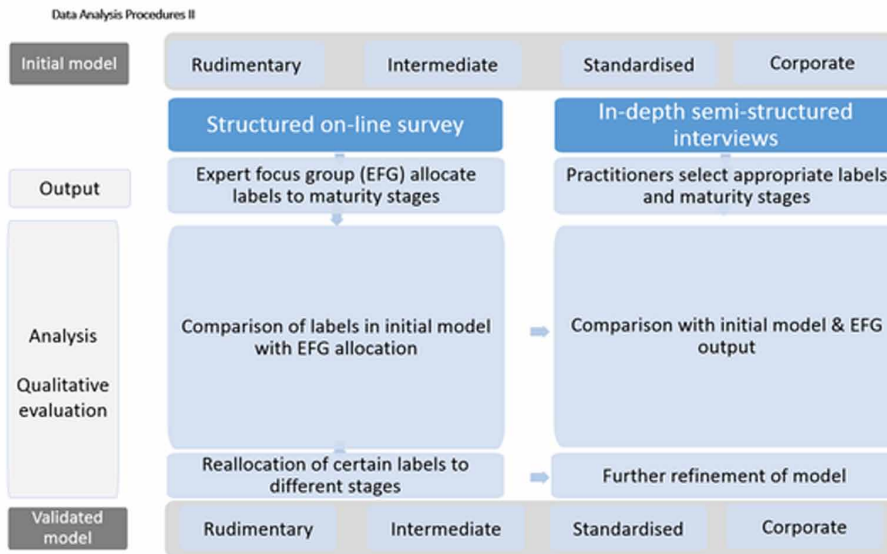 Data Analysis Procedures II
Initial model
Rudimentary
Intermediate
Standardised
Corporate
Structured on-line survey
In-depth semi-structured
interviews
Output
Expert focus group (EFG) allocate
labels to maturity stages
Practitioners select appropriate labels
and maturity stages
Analysis
Qualitative
evaluation
Comparison of labels in initial model
with EFG allocation
Comparison with initial model & EFG
output
Reallocation of certain labels to
different stages
Further refinement of model
Validated
model
Rudimentary
Intermediate
Standardised
Corporate